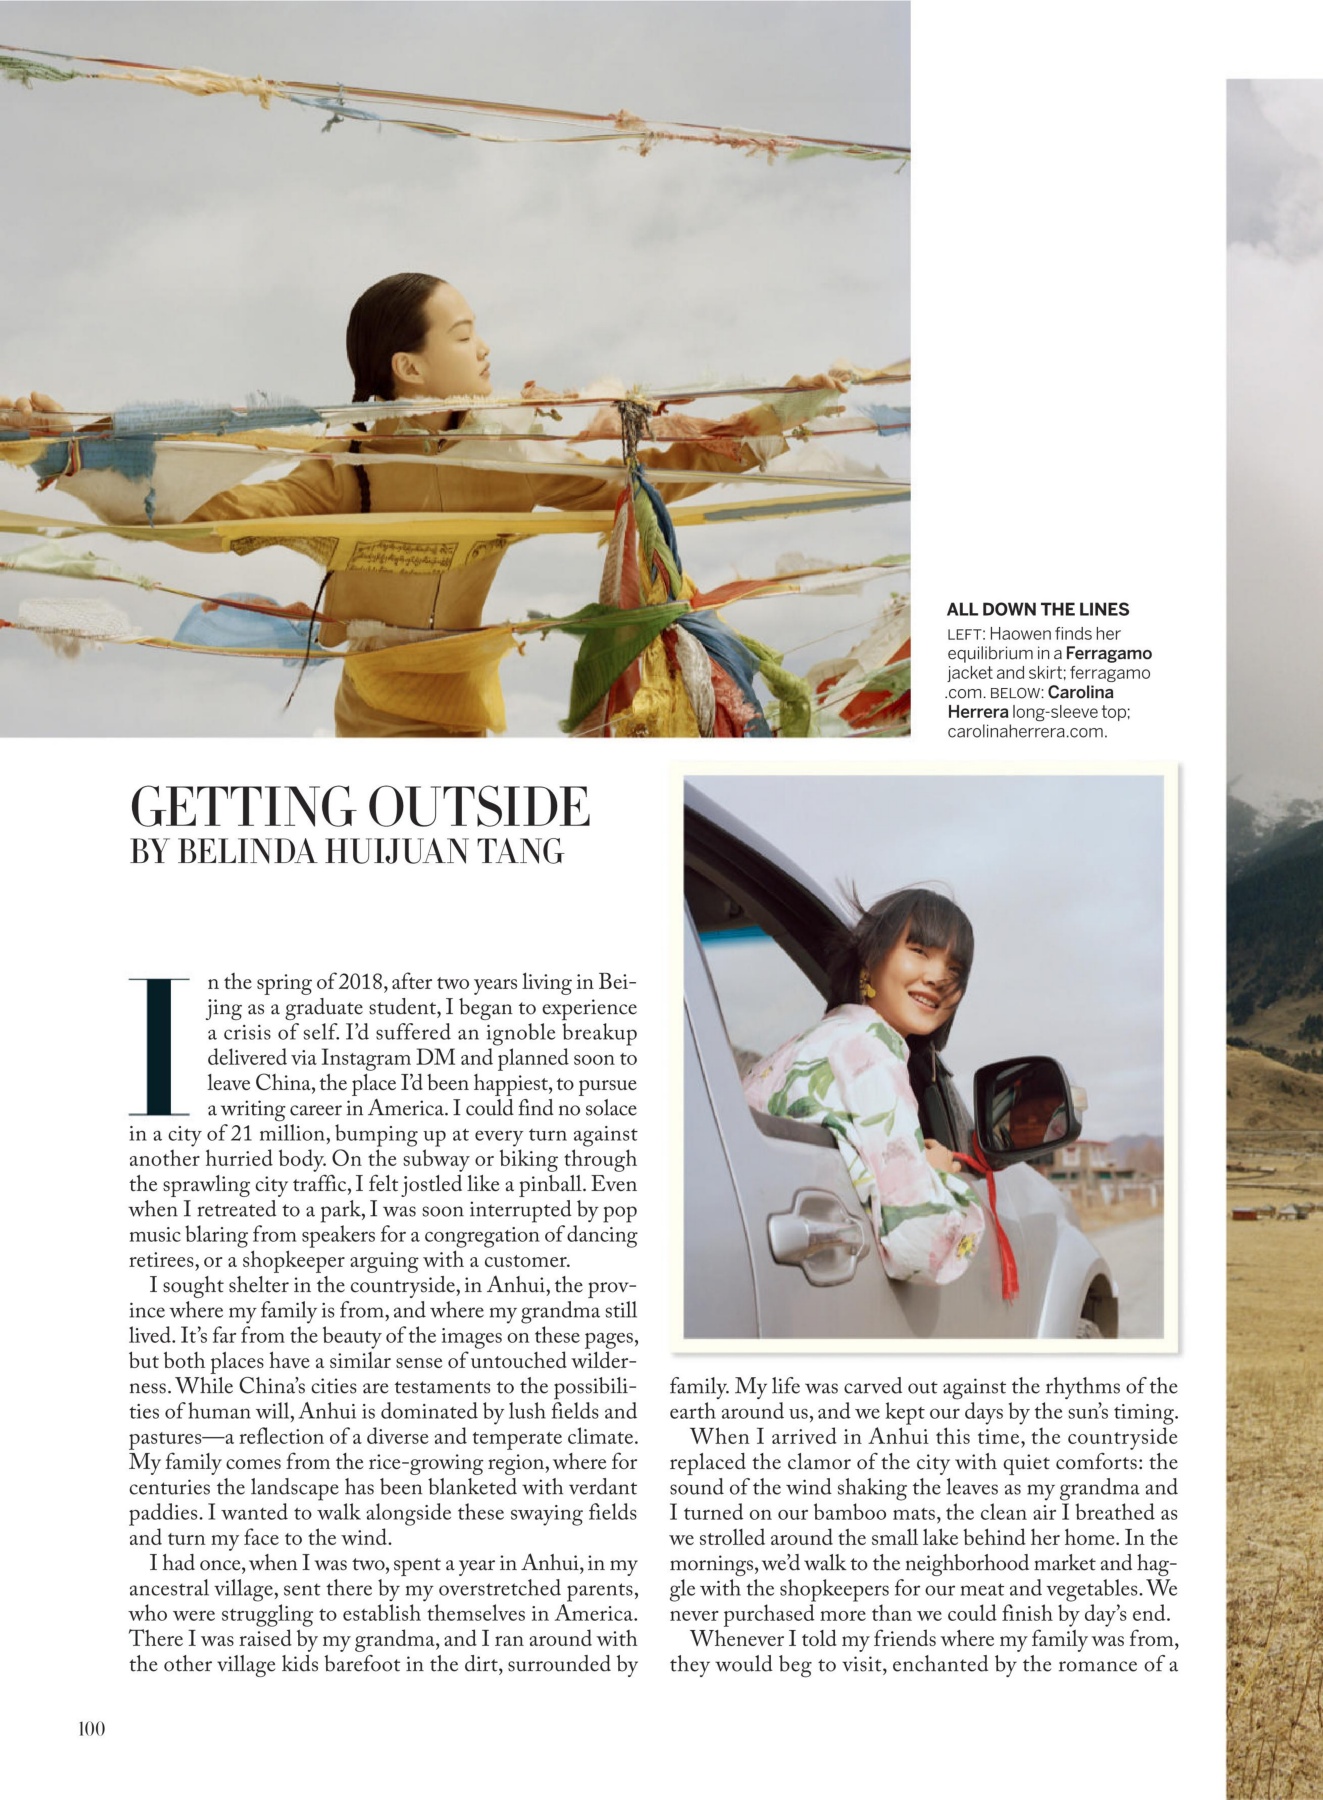 ALL DOWN THE LINES
LEFT: Haowen finds her
equilibrium in a Ferragamo
jacket and skirt; ferragamo
.com. BELOW: Carolina
Herrera long-sleeve top;
carolinaherrera.com.
GETTING OUTSIDE
BY BELINDA HUIJUAN TANG
In the spring of 2018, after two years living in Bei-
jing as a graduate student, I began to experience
a crisis of self. I’d suffered an ignoble breakup
delivered via Instagram DM and planned soon to
leave China, the place I’d been happiest, to pursue
a writing career in America. I could find no solace
in a city of 21 million, bumping up at every turn against
another hurried body. On the subway or biking through
the sprawling city traffic, I felt jostled like a pinball. Even
when I retreated to a park, I was soon interrupted by pop
music blaring from speakers for a congregation of dancing
retirees, or a shopkeeper arguing with a customer.
I sought shelter in the countryside, in Anhui, the prov-
ince where my family is from, and where my grandma still
lived. It’s far from the beauty of the images on these pages,
but both places have a similar sense of untouched wilder-
ness. While China’s cities are testaments to the possibili-
ties of human will, Anhui is dominated by lush fields and
pastures—a reflection of a diverse and temperate climate.
My family comes from the rice-growing region, where for
centuries the landscape has been blanketed with verdant
paddies. I wanted to walk alongside these swaying fields
and turn my face to the wind.
I had once, when I was two, spent a year in Anhui, in my
ancestral village, sent there by my overstretched parents,
who were struggling to establish themselves in America.
There I was raised by my grandma, and I ran around with
the other village kids barefoot in the dirt, surrounded by
family. My life was carved out against the rhythms of the
earth around us, and we kept our days by the sun’s timing.
When I arrived in Anhui this time, the countryside
replaced the clamor of the city with quiet comforts: the
sound of the wind shaking the leaves as my grandma and
I turned on our bamboo mats, the clean air I breathed as
we strolled around the small lake behind her home. In the
mornings, we’d walk to the neighborhood market and hag-
gle with the shopkeepers for our meat and vegetables. We
never purchased more than we could finish by day’s end.
Whenever I told my friends where my family was from,
they would beg to visit, enchanted by the romance of a
100